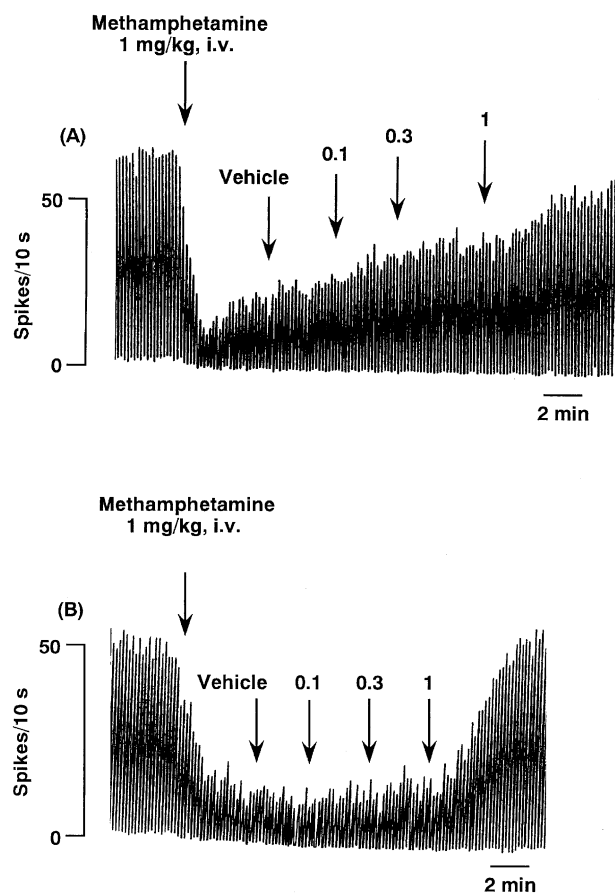 Methamphetamine
1 mg/kg, i.v.
(A)
Vehicle
0.1
0.3
1
50
0
Spikes/10 s
2 min
Methamphetamine
1 mg/kg, i.v.
(B)
Vehicle
0.1
0.3
1
50
0
Spikes/10 s
2 min